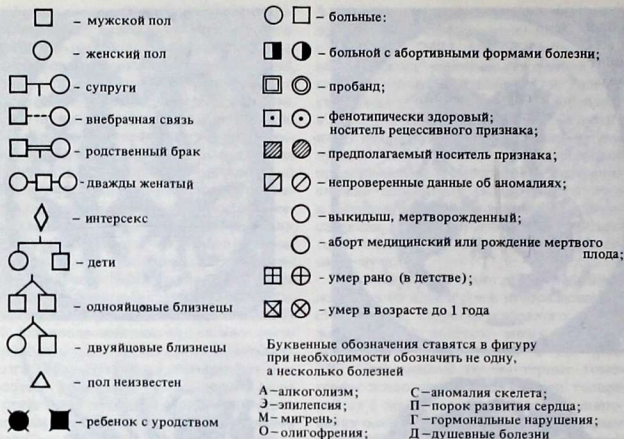 – мужской пол
– женский пол
– супруги
– внебрачная связь
– родственный брак
–дважды женатый
– интерсекс
– дети
– однояйцовые близнецы
– двуяйцовые близнецы
– пол неизвестен
– ребенок с уродством
– больные:
– больной с абортивными формами болезни;
– пробанд;
– фенотипически здоровый;
носитель рецессивного признака;
– предполагаемый носитель признака;
– непроверенные данные об аномалиях;
– выкидыш, мертворожденный;
– аборт медицинский или рождение мертвого
плода;
– умер рано (в детстве);
– умер в возрасте до 1 года
Буквенные обозначения ставятся в фигуру
при необходимости обозначить не одну,
а несколько болезней
А–алкоголизм;
Э–эпилепсия;
М–мигрень;
О–олигофрения;
С–аномалия скелета;
П–порок развития сердца;
Г–гормональные нарушения;
Д–душевные болезни